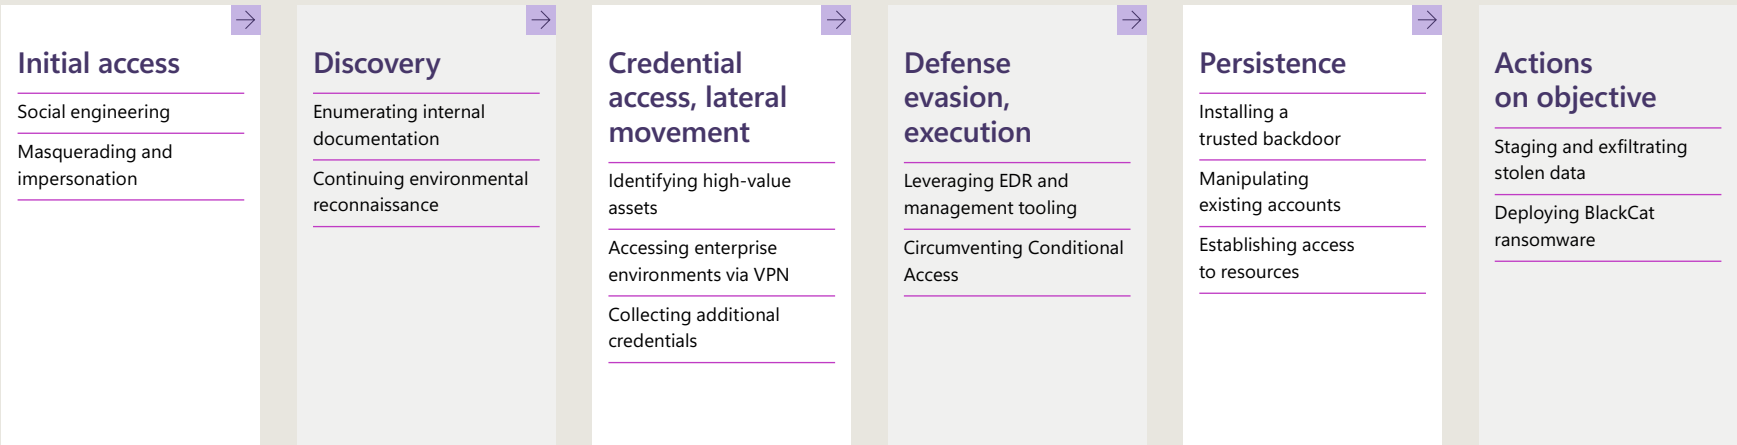 Initial access
Social engineering
Masquerading and
impersonation
Discovery
Enumerating internal
documentation
Continuing environmental
reconnaissance
Credential
access, lateral
movement
Identifying high-value
assets
Accessing enterprise
environments via VPN
Collecting additional
credentials
Defense
evasion,
execution
Leveraging EDR and
management tooling
Circumventing Conditional
Access
Persistence
Installing a
trusted backdoor
Manipulating
existing accounts
Establishing access
to resources
Actions
on objective
Staging and exfiltrating
stolen data
Deploying BlackCat
ransomware